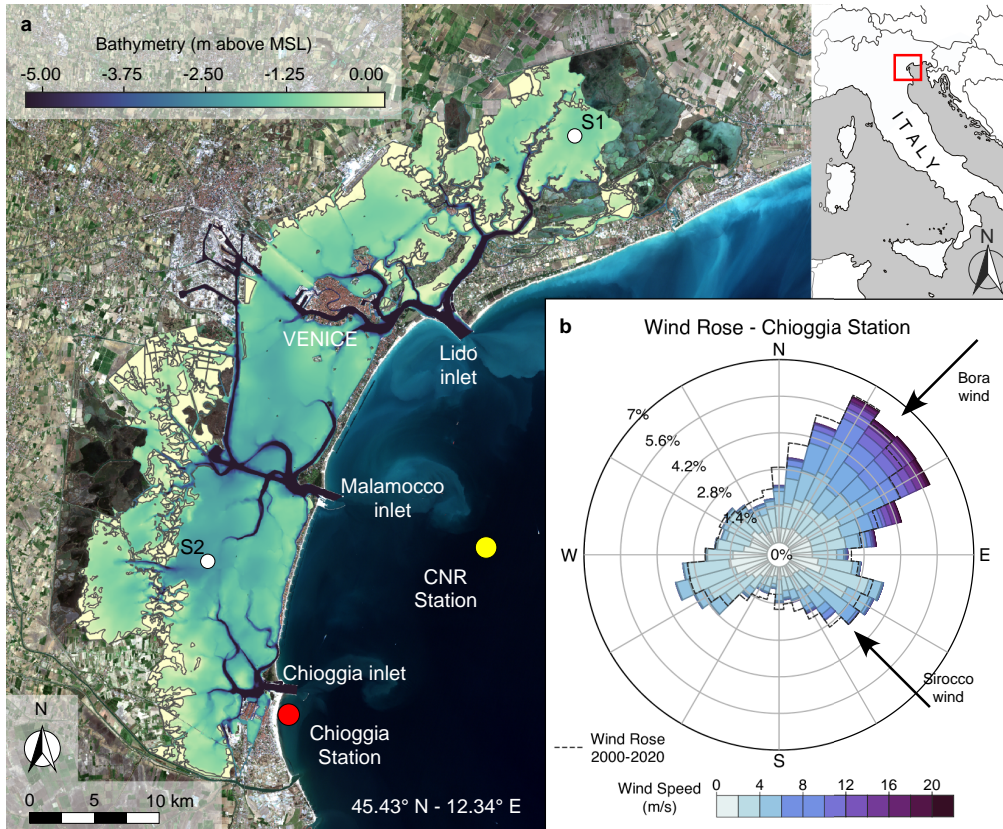 a
Bathymetry (m above MSL)
-5.00 -3.75 -2.50 -1.25 0.00
S1
ITALY
N
VENICE
Lido
inlet
Malamocco
inlet
S2
CNR
Station
Chioggia inlet
Chioggia
Station
N
0 5 10 km
45.43° N - 12.34° E
b Wind Rose - Chioggia Station
N
Bora
wind
7%
5.6%
4.2%
2.8%
1.4%
W
0%
E
Sirocco
wind
S
Wind Rose
2000-2020
Wind Speed
(m/s)
0 4 8 12 16 20